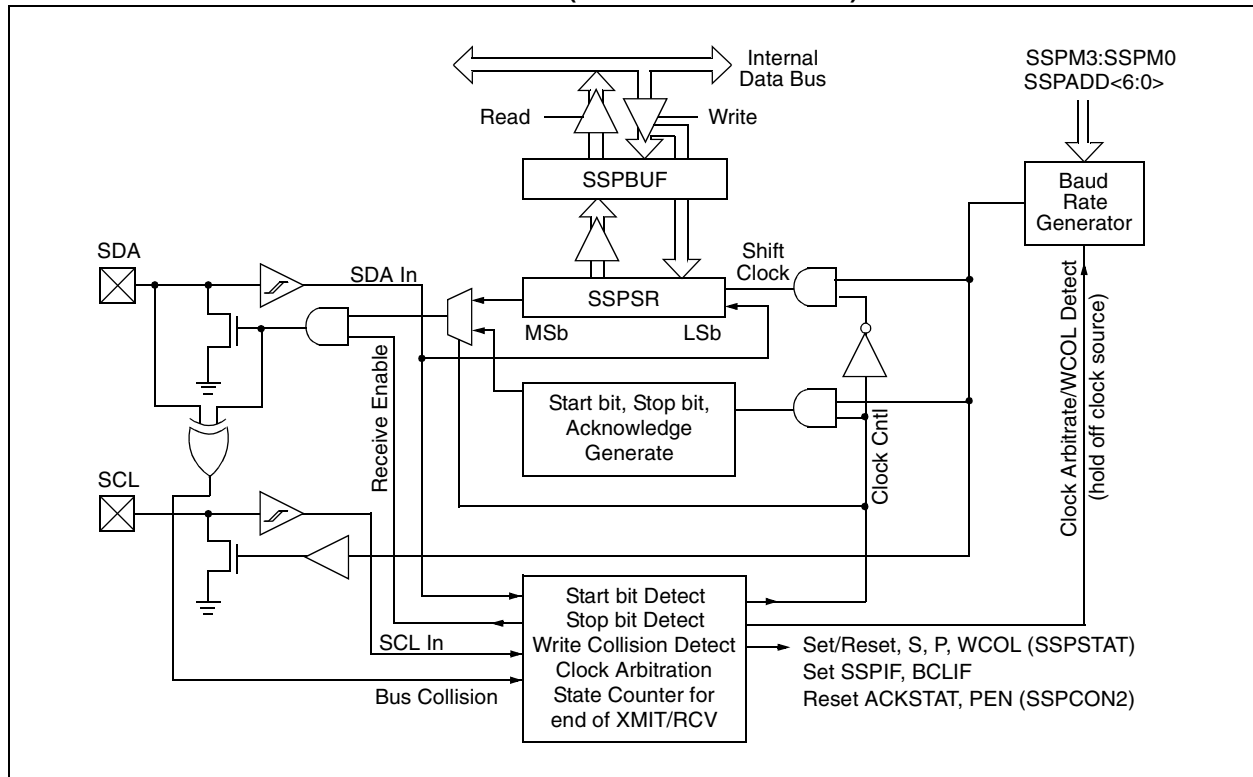 Internal
Data Bus
SSPM3:SSPM0
SSPADD<6:0>
Read
Write
SSPBUF
Baud
Rate
Generator
SDA
SDA In
Shift
Clock
SSPSR
MSb
LSb
Start bit, Stop bit,
Acknowledge
Generate
Receive Enable
Clock Cntl
Clock Arbitrate/WCOL Detect
(hold off clock source)
SCL
SCL In
Bus Collision
Start bit Detect
Stop bit Detect
Write Collision Detect
Clock Arbitration
State Counter for
end of XMIT/RCV
Set/Reset, S, P, WCOL (SSPSTAT)
Set SSPIF, BCLIF
Reset ACKSTAT, PEN (SSPCON2)